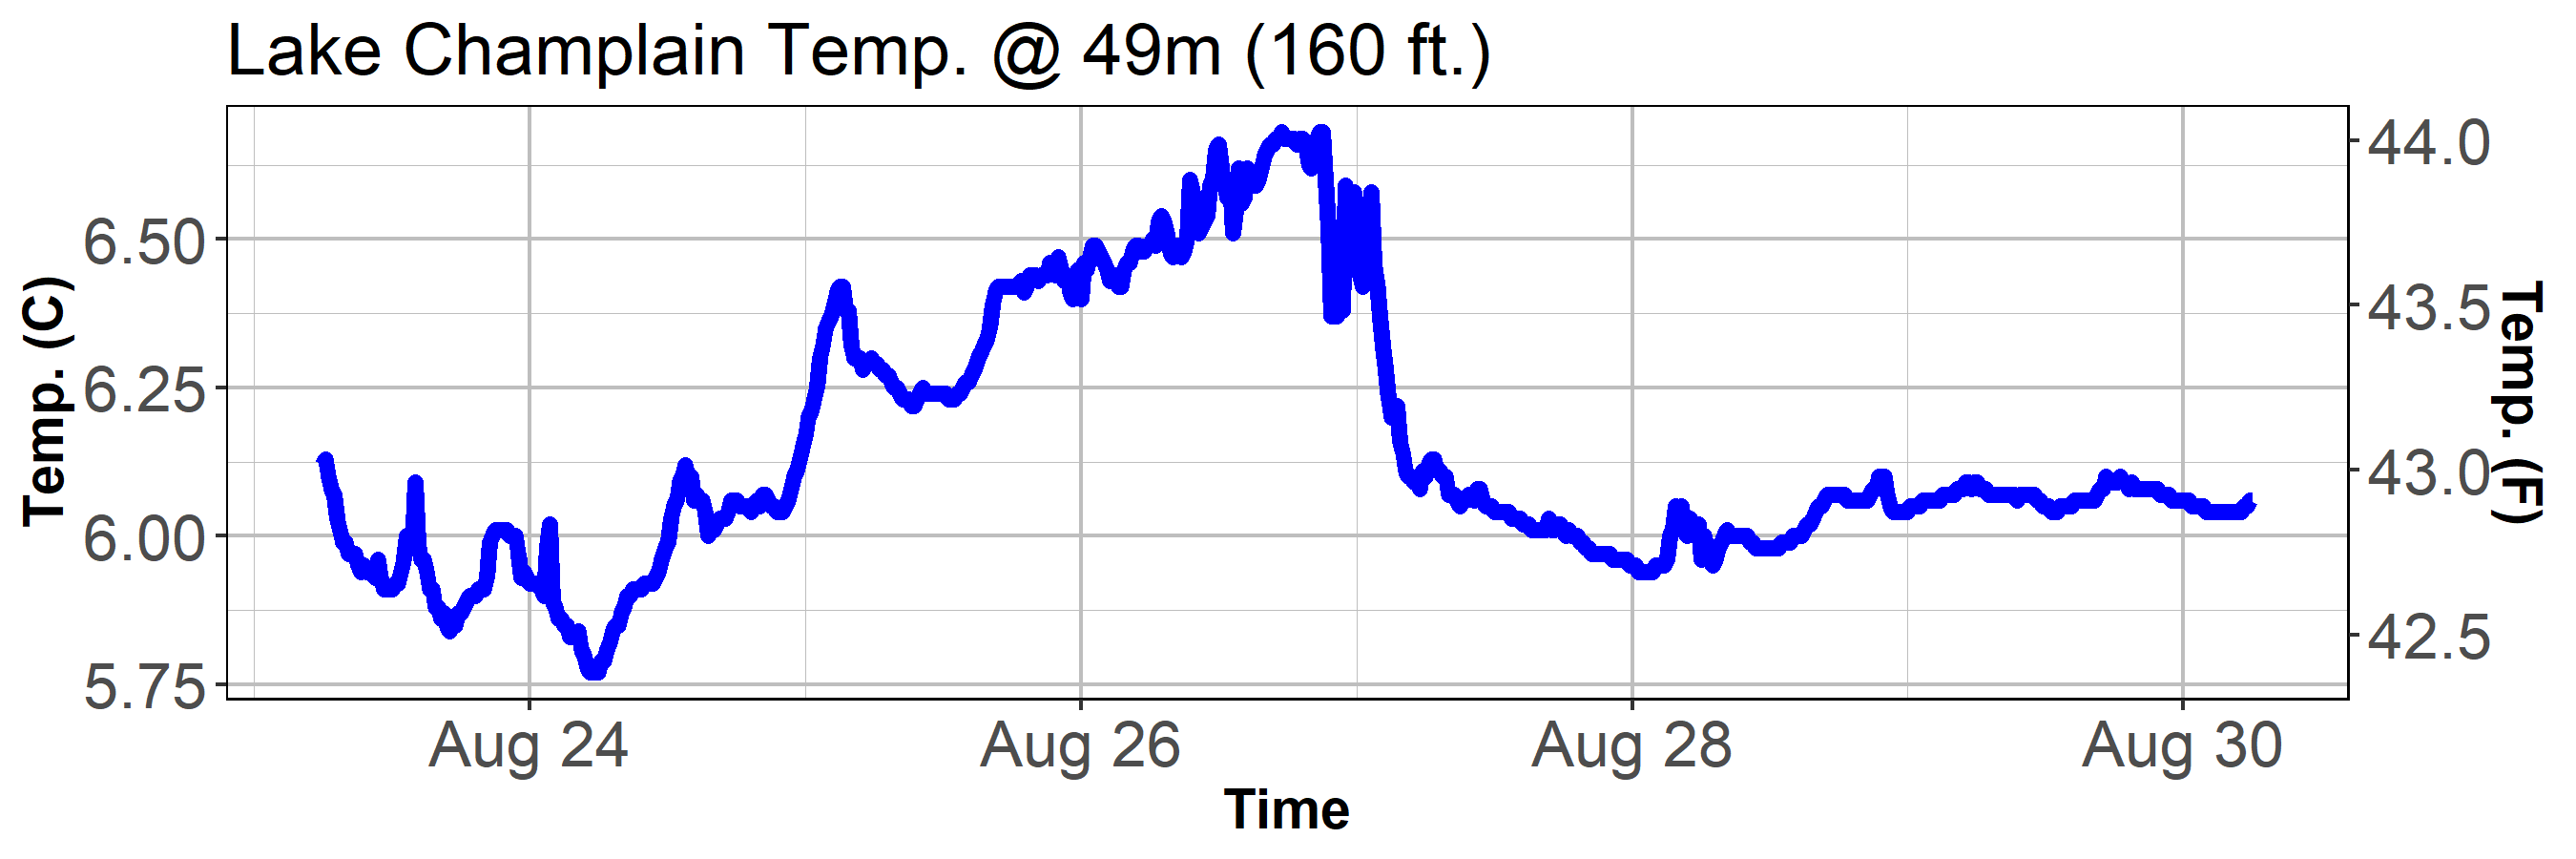 Lake Champlain Temp. @ 49m (160 ft.)
Temp. (C)
6.50
6.25
6.00
5.75
44.0
43.5
43.0
42.5
Temp. (F)
Aug 24
Aug 26
Aug 28
Aug 30
Time